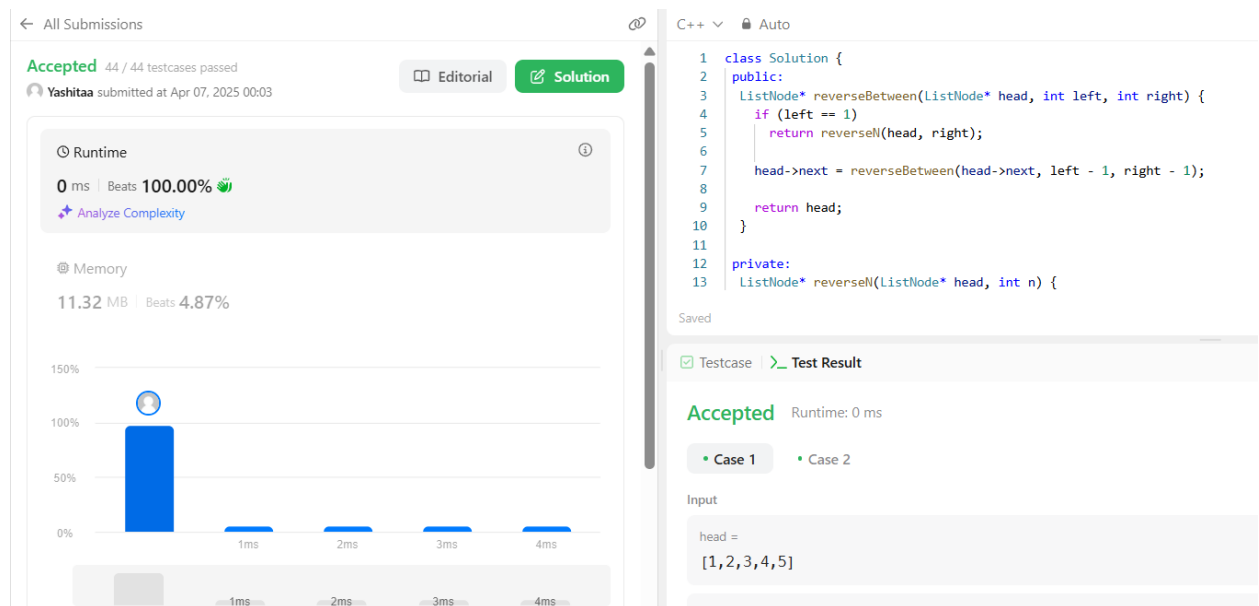 All Submissions
Accepted 44 / 44 testcases passed
Editorial
Solution
Yashitaa submitted at Apr 07, 2025 00:03
Runtime
0 ms Beats 100.00%
Analyze Complexity
Memory
11.32 MB Beats 4.87%
150%
100%
50%
0%
1ms 2ms 3ms 4ms
1ms 2ms 3ms 4ms
C++ Auto
1 class Solution {
2 public:
3 ListNode* reverseBetween(ListNode* head, int left, int right) {
4 if (left == 1)
5 return reverseN(head, right);
6
7 head->next = reverseBetween(head->next, left - 1, right - 1);
8
9 return head;
10 }
11
12 private:
13 ListNode* reverseN(ListNode* head, int n) {
Saved
Testcase Test Result
Accepted Runtime: 0 ms
Case 1 Case 2
Input
head =
[1,2,3,4,5]